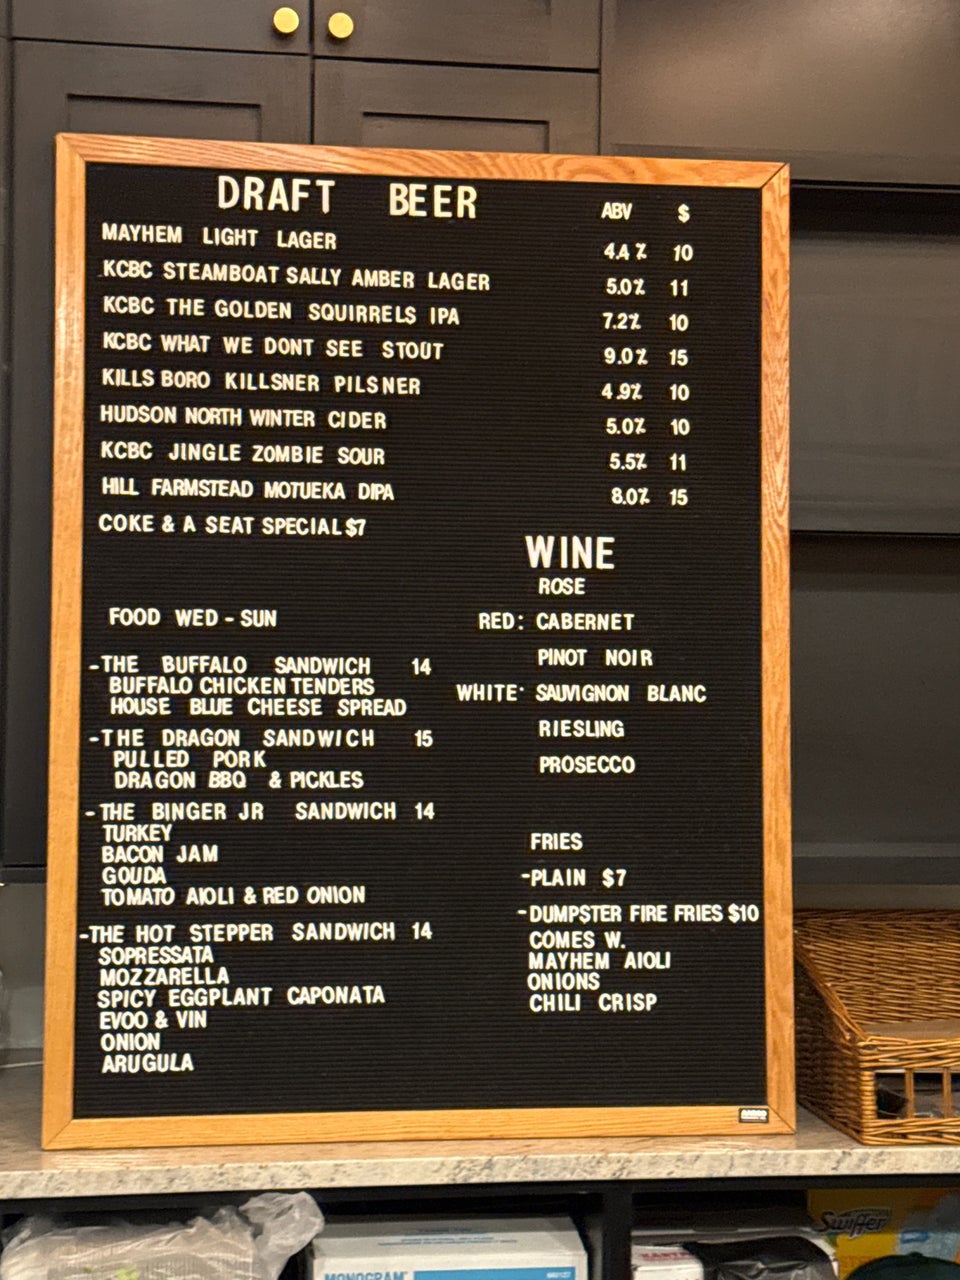 DRAFT BEER ABV $
MAYHEM LIGHT LAGER 4.4% 10
KCBC STEAMBOAT SALLY AMBER LAGER 5.0% 11
KCBC THE GOLDEN SQUIRRELS IPA 7.2% 10
KCBC WHAT WE DONT SEE STOUT 9.0% 15
KILLS BORO KILLSNER PILSNER 4.9% 10
HUDSON NORTH WINTER CIDER 5.0% 10
KCBC JINGLE ZOMBIE SOUR 5.5% 11
HILL FARMSTEAD MOTUEKA DIPA 8.0% 15
COKE & A SEAT SPECIAL $7
FOOD WED - SUN
-THE BUFFALO SANDWICH 14
BUFFALO CHICKEN TENDERS
HOUSE BLUE CHEESE SPREAD
-THE DRAGON SANDWICH 15
PULLED PORK
DRAGON BBQ & PICKLES
-THE BINGER JR SANDWICH 14
TURKEY
BACON JAM
GOUDA
TOMATO AIOLI & RED ONION
-THE HOT STEPPER SANDWICH 14
SOPRESSATA
MOZZARELLA
SPICY EGGPLANT CAPONATA
EVOO & VIN
ONION
ARUGULA
WINE
ROSE
RED: CABERNET
PINOT NOIR
WHITE: SAUVIGNON BLANC
RIESLING
PROSECCO
FRIES
-PLAIN $7
-DUMPSTER FIRE FRIES $10
COMES W.
MAYHEM AIOLI
ONIONS
CHILI CRISP
Swiffer
MONOGRAM